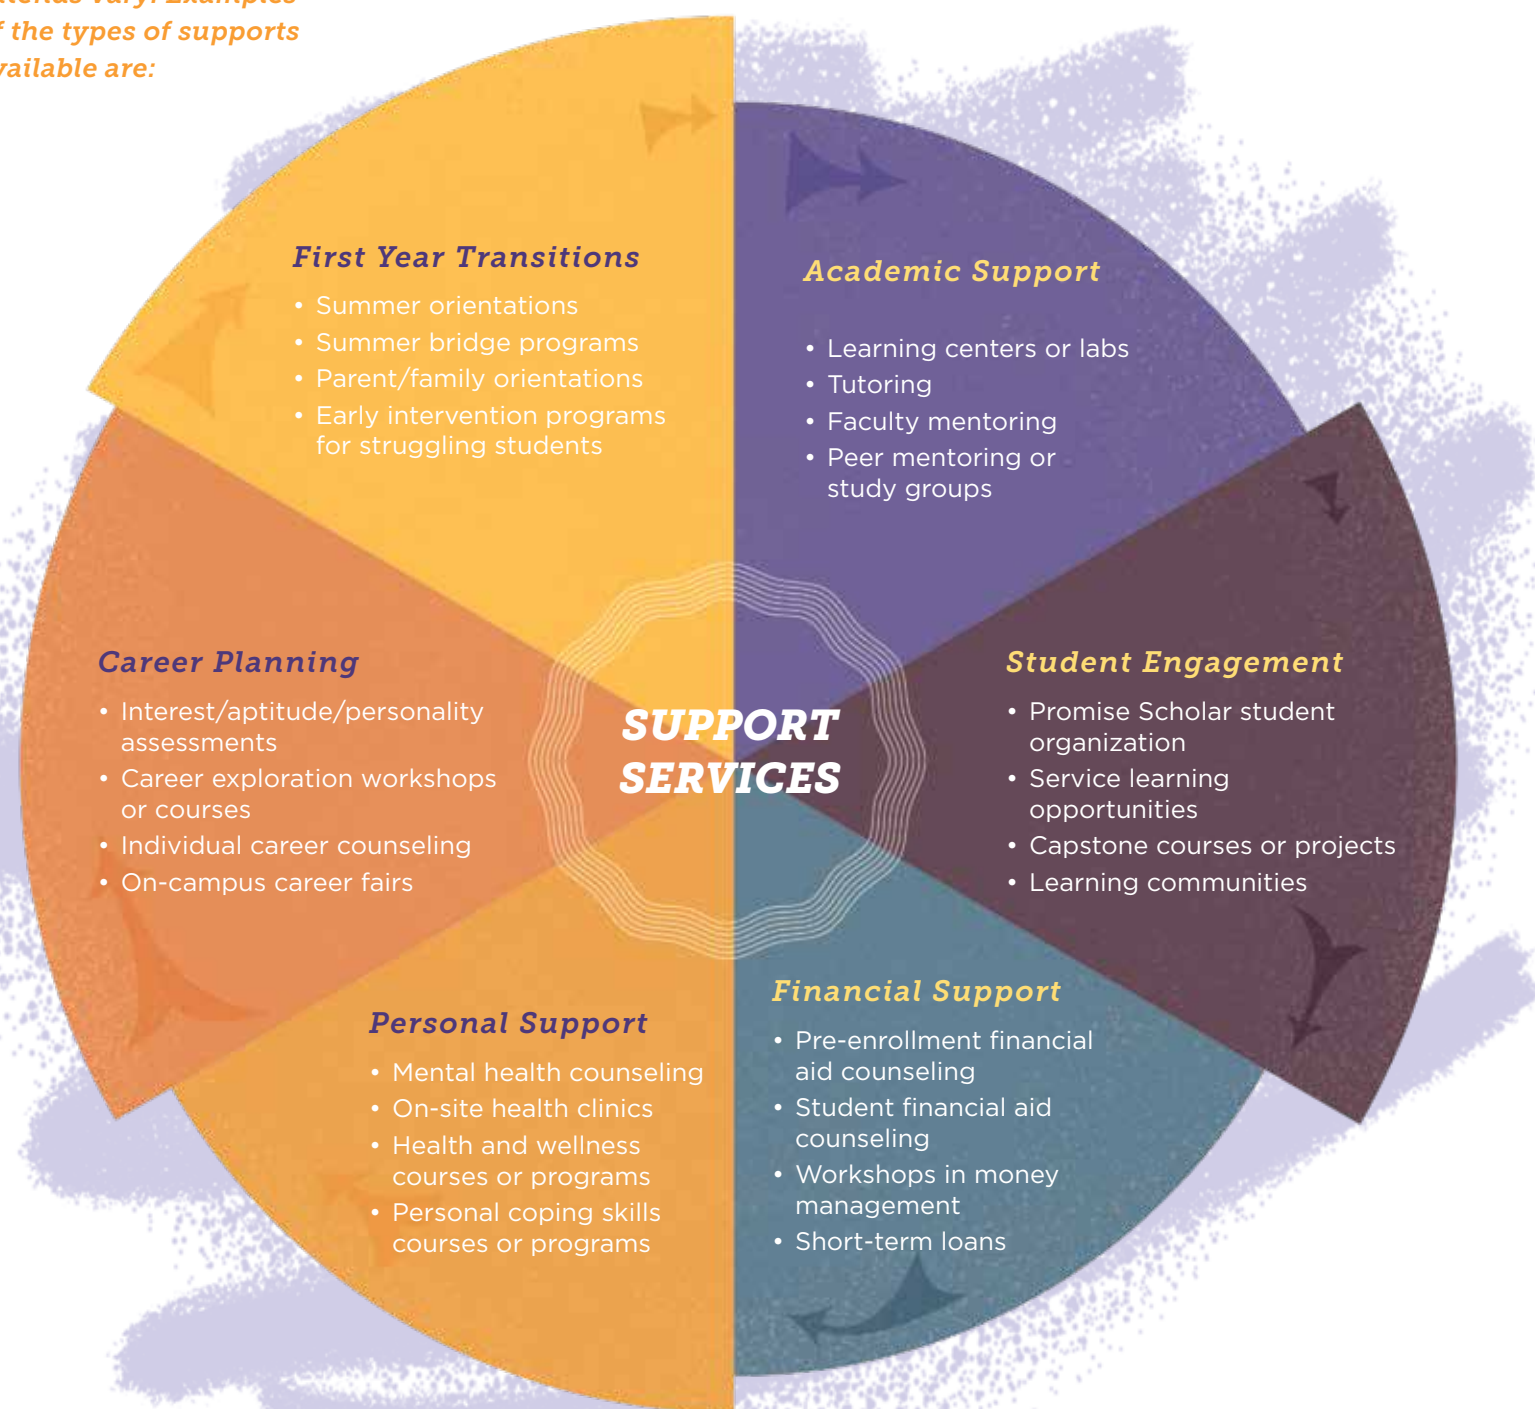 attends vary. Examples
of the types of supports
available are:
First Year Transitions
• Summer orientations
• Summer bridge programs
• Parent/family orientations
• Early intervention programs
for struggling students
Academic Support
• Learning centers or labs
• Tutoring
• Faculty mentoring
• Peer mentoring or
study groups
Student Engagement
• Promise Scholar student
organization
• Service learning
opportunities
• Capstone courses or projects
• Learning communities
Financial Support
• Pre-enrollment financial
aid counseling
• Student financial aid
counseling
• Workshops in money
management
• Short-term loans
Personal Support
• Mental health counseling
• On-site health clinics
• Health and wellness
courses or programs
• Personal coping skills
courses or programs
Career Planning
• Interest/aptitude/personality
assessments
• Career exploration workshops
or courses
• Individual career counseling
• On-campus career fairs
SUPPORT
SERVICES